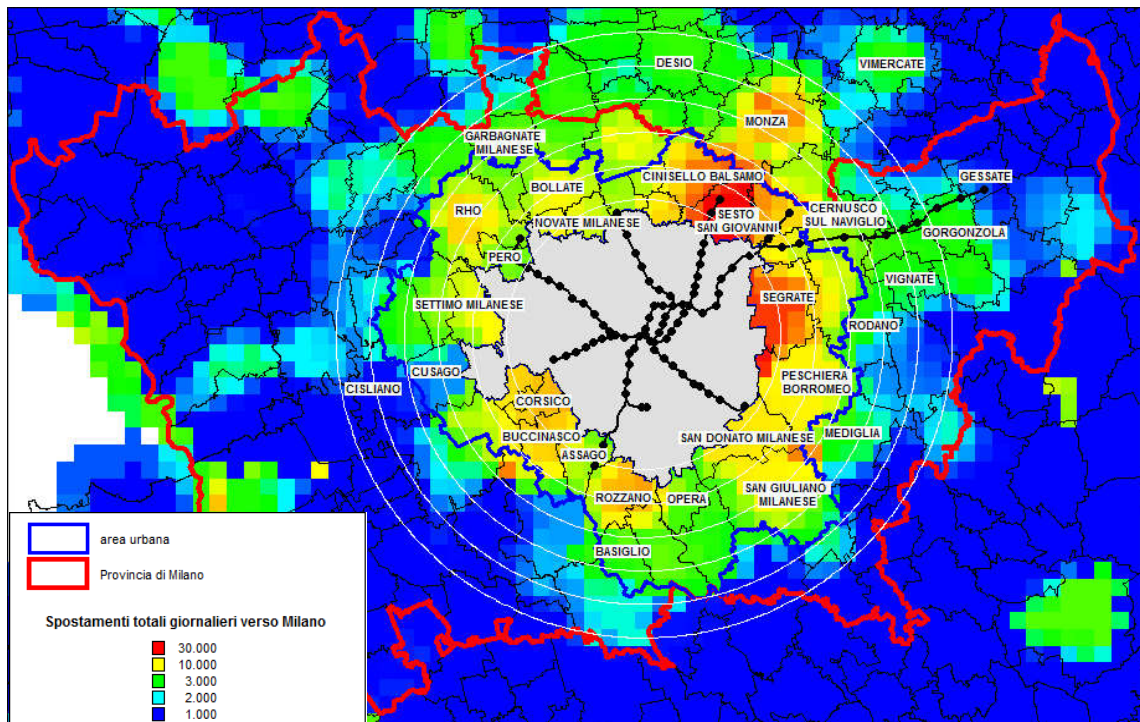 DESIO
VIMERCATE
MONZA
GARBAGNATE
MILANESE
CINISELLO BALSAMO
GESSATE
BOLLATE
RHO
SESTO
SAN GIOVANNI
CERNUSCO
SUL NAVIGLIO
NOVATE MILANESE
GORGONZOLA
PERO
VIGNATE
SETTIMO MILANESE
SEGRATE
RODANO
CUSAGO
CISLIANO
PESCHIERA
BORROMEO
CORSICO
BUCCINASCO
SAN DONATO MILANESE
MEDIGLIA
ASSAGO
ROZZANO
OPERA
SAN GIULIANO
MILANESE
BASIGLIO
area urbana
Provincia di Milano
Spostamenti totali giornalieri verso Milano
30.000
10.000
3.000
2.000
1.000